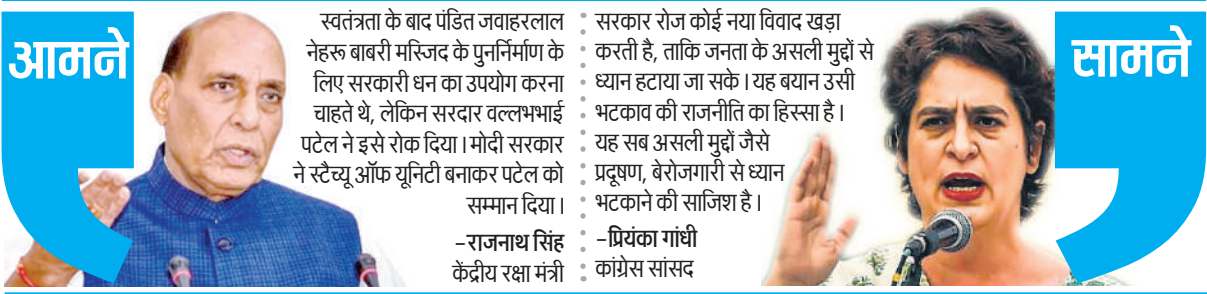 आमने
स्वतंत्रता के बाद पंडित जवाहरलाल
नेहरू बाबरी मस्जिद के पुनर्निर्माण के
लिए सरकारी धन का उपयोग करना
चाहते थे, लेकिन सरदार वल्लभभाई
पटेल ने इसे रोक दिया। मोदी सरकार
ने स्टैच्यू ऑफ यूनिटी बनाकर पटेल को
सम्मान दिया।
-राजनाथ सिंह
केंद्रीय रक्षा मंत्री
सरकार रोज कोई नया विवाद खड़ा
करती है, ताकि जनता के असली मुद्दों से
ध्यान हटाया जा सके। यह बयान उसी
भटकाव की राजनीति का हिस्सा है।
यह सब असली मुद्दों जैसे
प्रदूषण, बेरोजगारी से ध्यान
भटकाने की साजिश है।
-प्रियंका गांधी
कांग्रेस सांसद
सामने